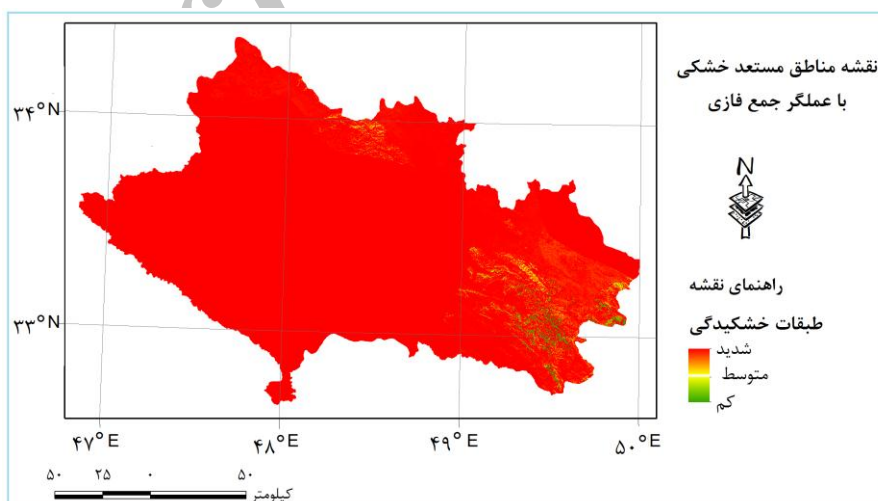 نقشه مناطق مستعد خشکی
با عملگر جمع فازی
N
راهنمای نقشه
طبقات خشکیدگی
شدید
متوسط
کم
۳۴°N
۳۳°N
۴۷°E
۴۸°E
۴۹°E
۵۰°E
۵۰ ۲۵ ۰ ۵۰
کیلومتر